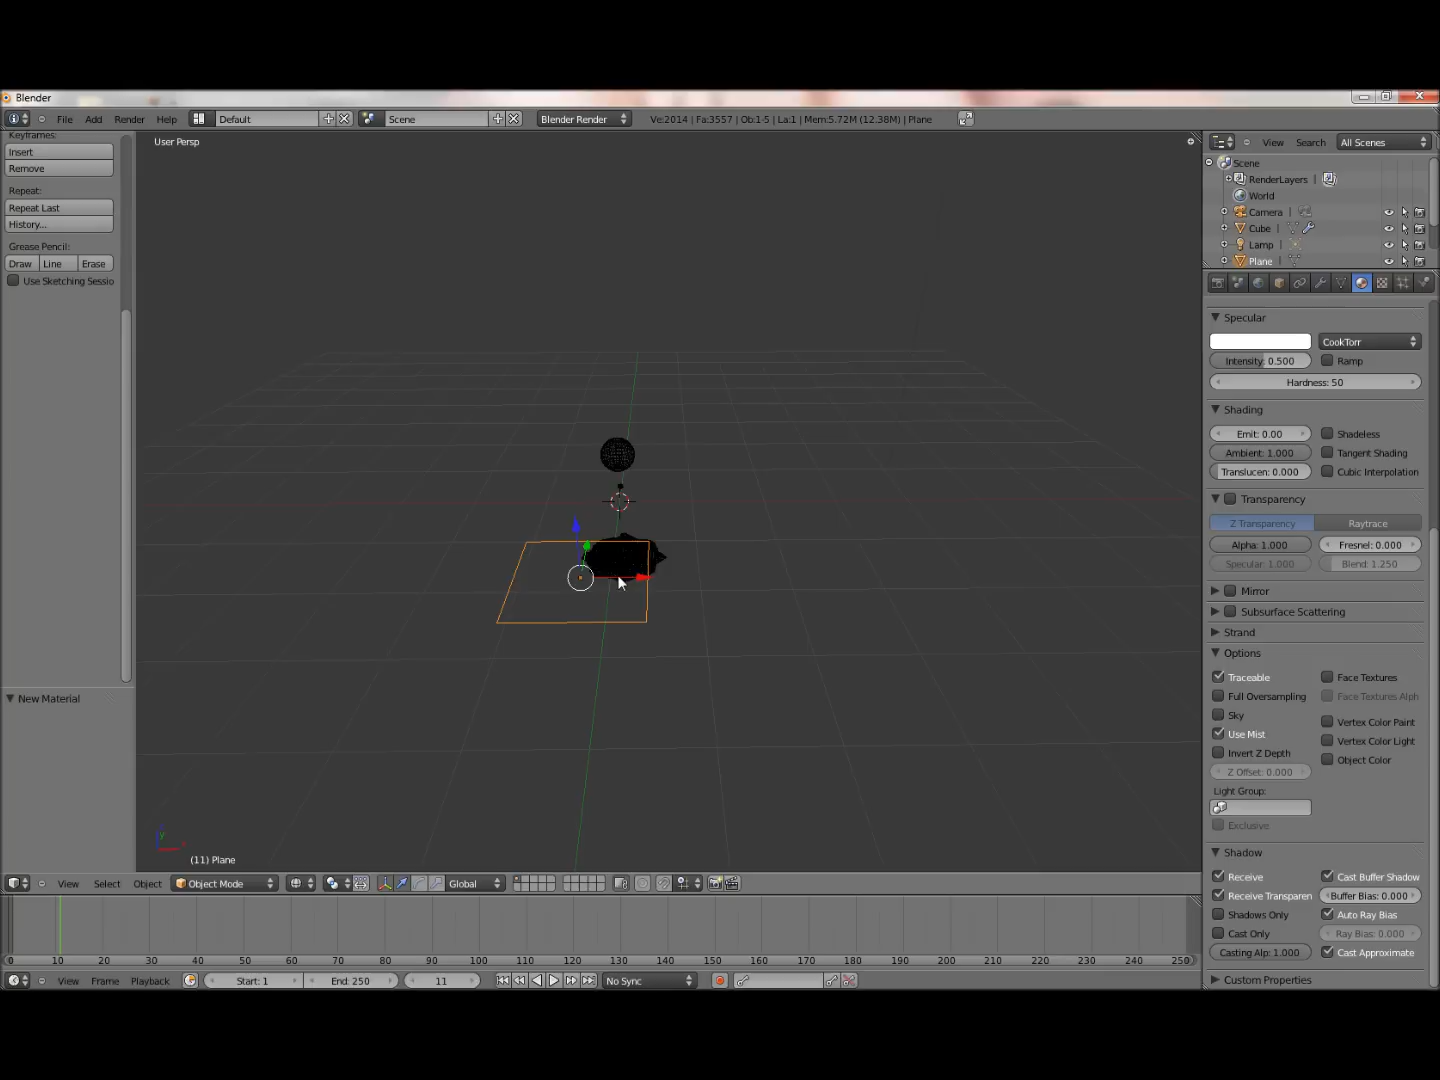 Blender
File Add Render Help Default Scene Blender Render Ve:2014 | Fa:3557 | Ob:1-5 | La:1 | Mem:5.72M (12.38M) | Plane
Keyframes:
Insert
Remove
Repeat:
Repeat Last
History...
Grease Pencil:
Draw Line Erase
Use Sketching Sessio
New Material
User Persp
(11) Plane
View Select Object Object Mode Global
View Search All Scenes
Scene
RenderLayers |
World
Camera |
Cube |
Lamp |
Plane |
Specular
CookTorr
Intensity: 0.500 Ramp
Hardness: 50
Shading
Emit: 0.00 Shadeless
Ambient: 1.000 Tangent Shading
Translucen: 0.000 Cubic Interpolation
Transparency
Z Transparency Raytrace
Alpha: 1.000 Fresnel: 0.000
Specular: 1.000 Blend: 1.250
Mirror
Subsurface Scattering
Strand
Options
Traceable Face Textures
Full Oversampling Face Textures Alph
Sky Vertex Color Paint
Use Mist Vertex Color Light
Invert Z Depth Object Color
Z Offset: 0.000
Light Group:
Exclusive
Shadow
Receive Cast Buffer Shadow
Receive Transparen Buffer Bias: 0.000
Shadows Only Auto Ray Bias
Cast Only Ray Bias: 0.000
Casting Alp: 1.000 Cast Approximate
Custom Properties
0 10 20 30 40 50 60 70 80 90 100 110 120 130 140 150 160 170 180 190 200 210 220 230 240 250
View Frame Playback Start: 1 End: 250 11 No Sync